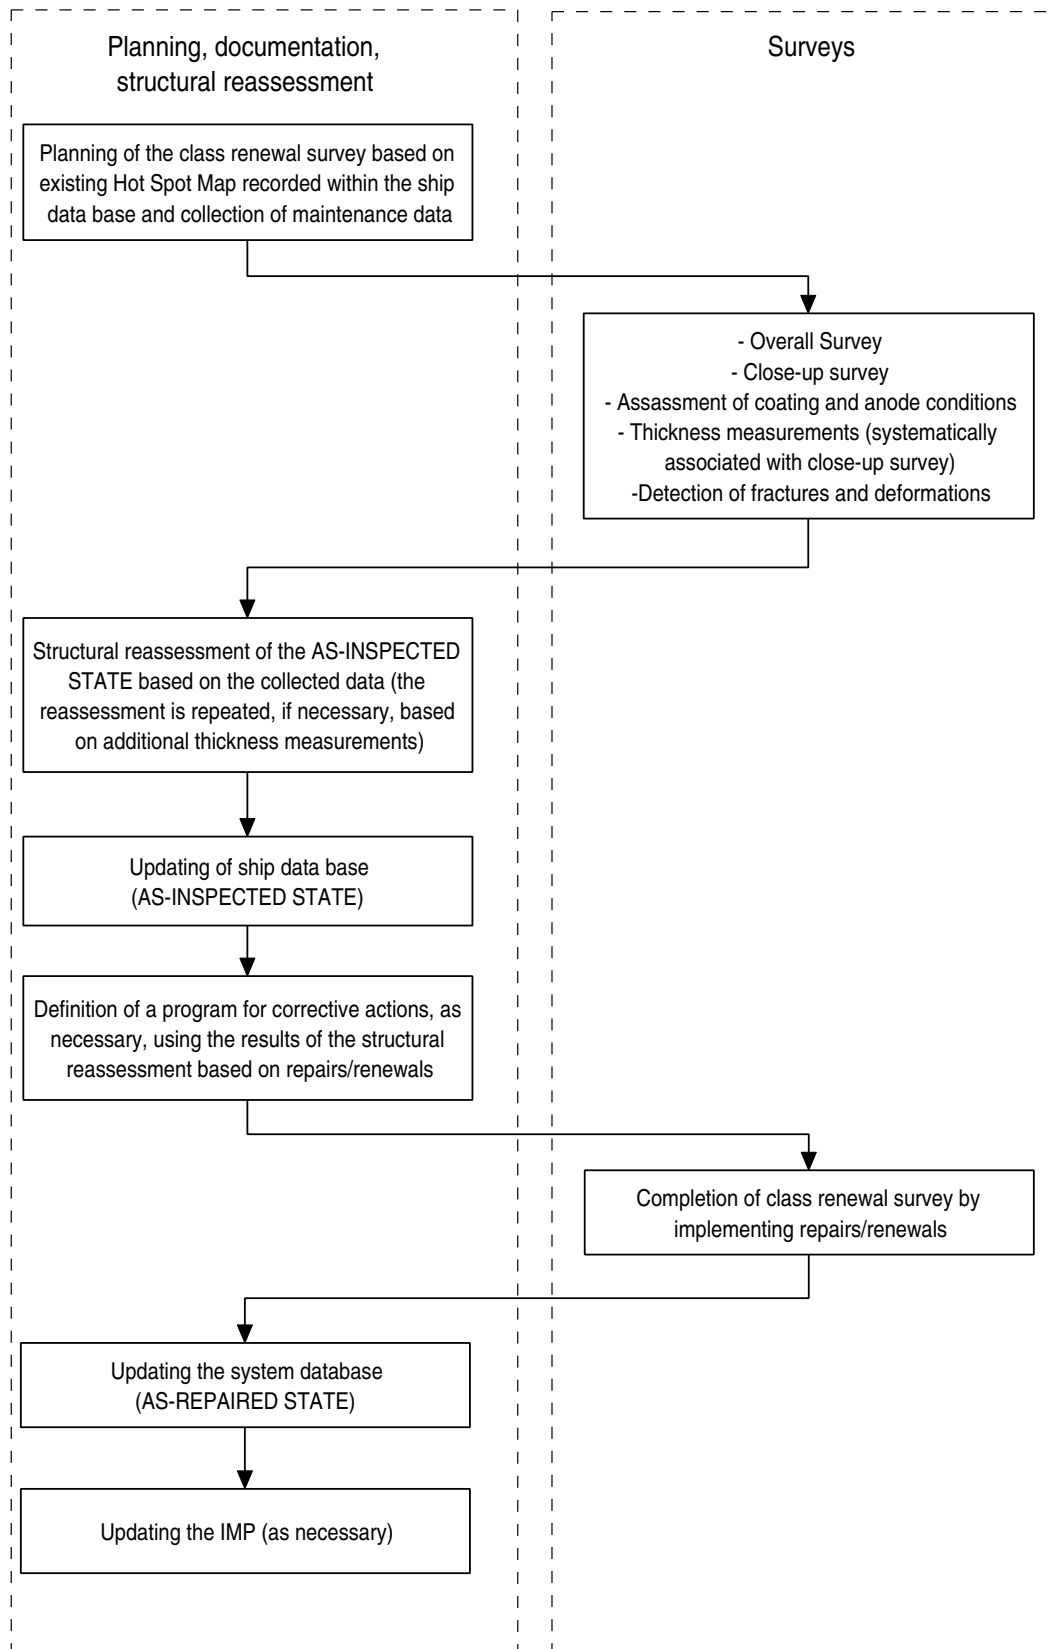 Planning, documentation,
structural reassessment
Surveys
Planning of the class renewal survey based on
existing Hot Spot Map recorded within the ship
data base and collection of maintenance data
- Overall Survey
- Close-up survey
- Assassment of coating and anode conditions
- Thickness measurements (systematically
associated with close-up survey)
-Detection of fractures and deformations
Structural reassessment of the AS-INSPECTED
STATE based on the collected data (the
reassessment is repeated, if necessary, based
on additional thickness measurements)
Updating of ship data base
(AS-INSPECTED STATE)
Definition of a program for corrective actions, as
necessary, using the results of the structural
reassessment based on repairs/renewals
Completion of class renewal survey by
implementing repairs/renewals
Updating the system database
(AS-REPAIRED STATE)
Updating the IMP (as necessary)